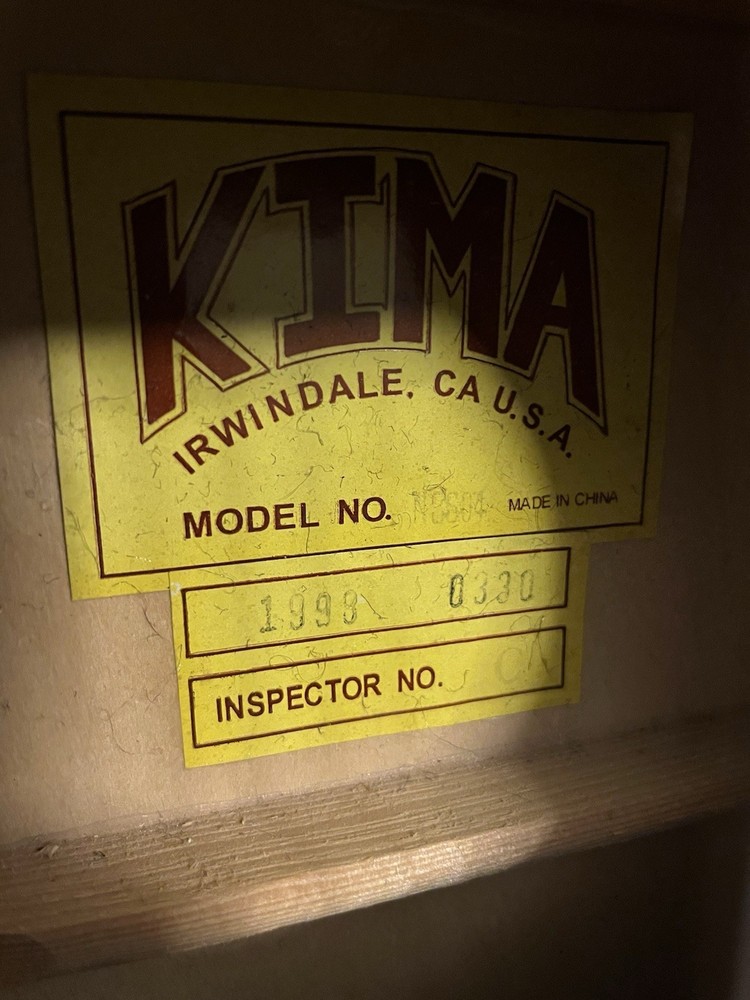 KIMA
IRWINDALE, CA U.S.A.
MODEL NO. MADE IN CHINA
1998 0330
INSPECTOR NO.